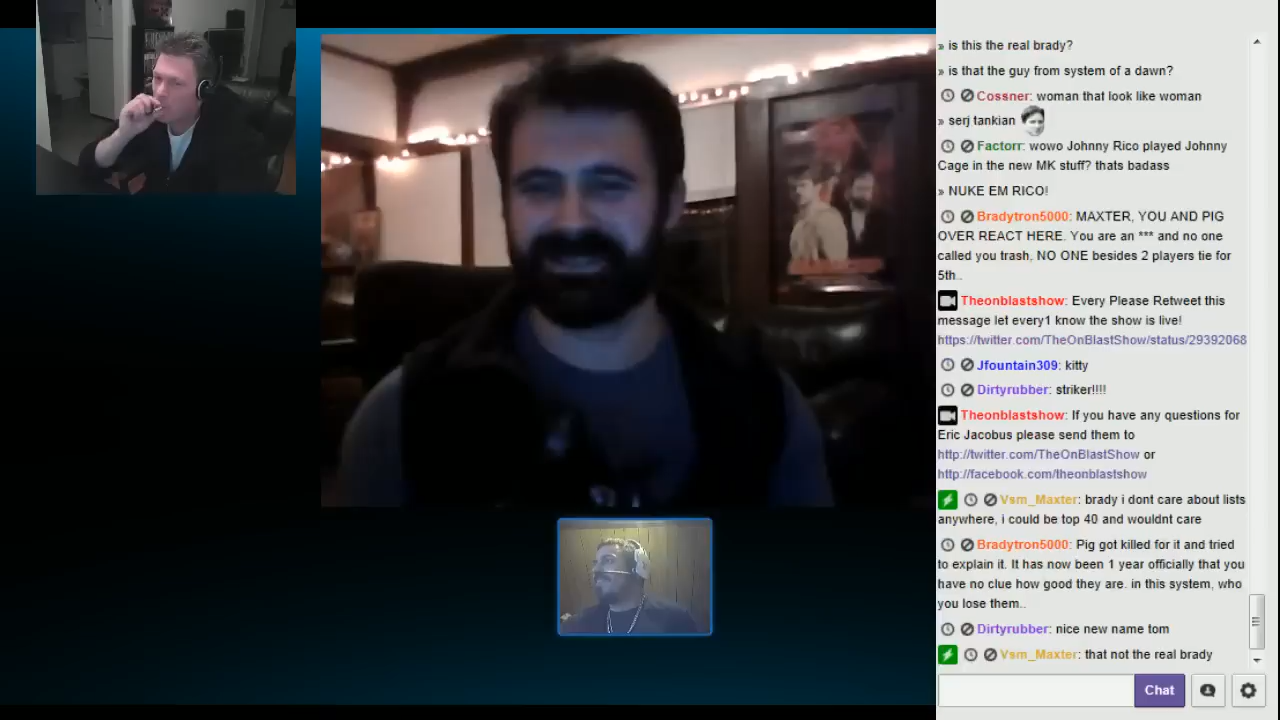 » is this the real brady?
» is that the guy from system of a dawn?
Cossner: woman that look like woman
» serj tankian
Factorr: wowo Johnny Rico played Johnny
Cage in the new MK stuff? thats badass
» NUKE EM RICO!
Bradytron5000: MAXTER, YOU AND PIG
OVER REACT HERE. You are an *** and no one
called you trash, NO ONE besides 2 players tie for
5th..
Theonblastshow: Every Please Retweet this
message let every1 know the show is live!
https://twitter.com/TheOnBlastShow/status/29392068
Jfountain309: kitty
Dirtyrubber: striker!!!!
Theonblastshow: If you have any questions for
Eric Jacobus please send them to
http://twitter.com/TheOnBlastShow or
http://facebook.com/theonblastshow
Vsm_Maxter: brady i dont care about lists
anywhere, i could be top 40 and wouldnt care
Bradytron5000: Pig got killed for it and tried
to explain it. It has now been 1 year officially that you
have no clue how good they are. in this system, who
you lose them..
Dirtyrubber: nice new name tom
Vsm_Maxter: that not the real brady
Chat